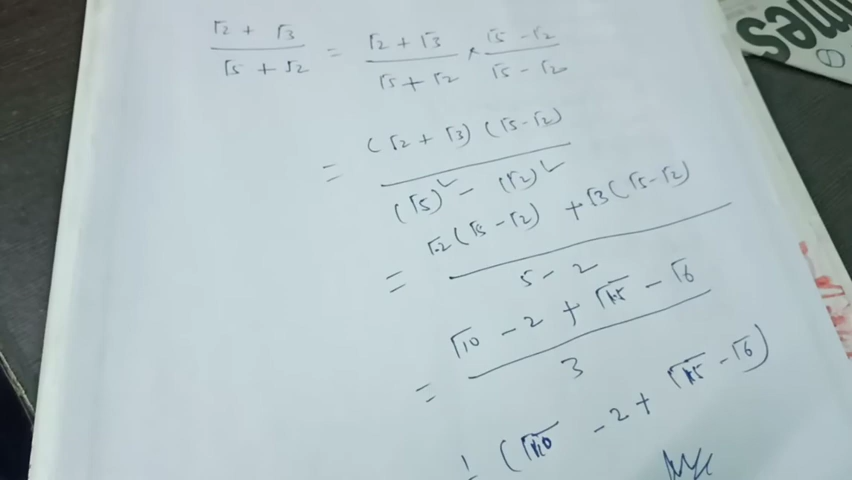 (√2 + √3)/(√5 + √2) = (√2 + √3)/(√5 + √2) × (√5 - √2)/(√5 - √2)
= (√2 + √3) (√5 - √2)/((√5)² - (√2)²)
= (√2 (√5 - √2) + √3 (√5 - √2))/(5 - 2)
= (√10 - 2 + √15 - √6)/3
(√10 - 2 + √15 - √6)
mes